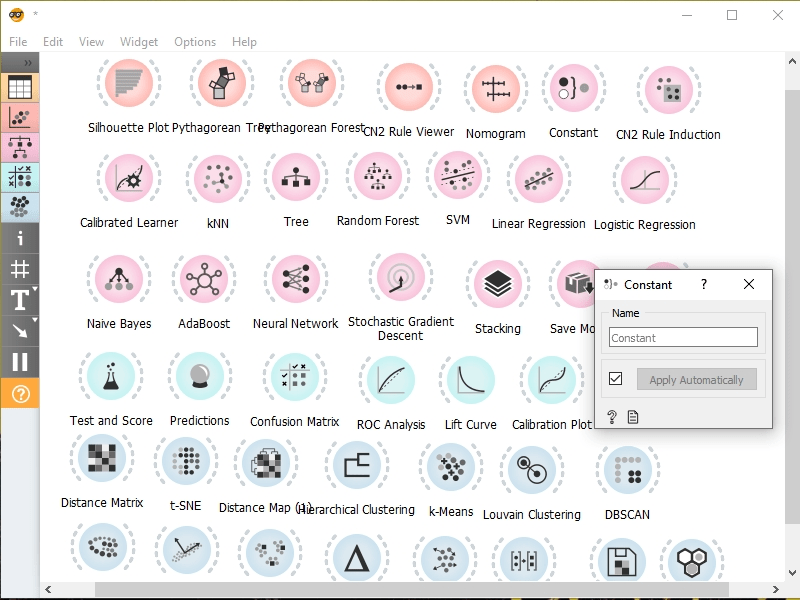 *
File Edit View Widget Options Help
Silhouette Plot Pythagorean Tree Pythagorean Forest CN2 Rule Viewer Nomogram Constant CN2 Rule Induction
Calibrated Learner kNN Tree Random Forest SVM Linear Regression Logistic Regression
Naive Bayes AdaBoost Neural Network Stochastic Gradient
Descent Stacking Save Mo
Constant ?
Name
Constant
Apply Automatically
?
Test and Score Predictions Confusion Matrix ROC Analysis Lift Curve Calibration Plot
Distance Matrix t-SNE Distance Map (1) Hierarchical Clustering k-Means Louvain Clustering DBSCAN